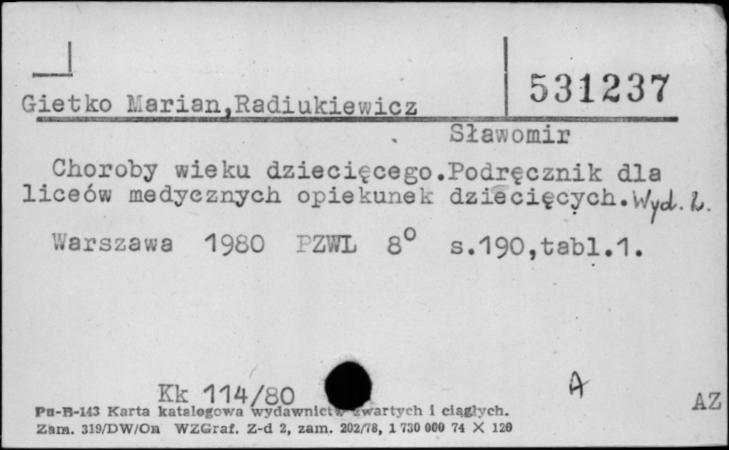 531237
Gietko Marian,Radiukiewicz
Sławomir
Choroby wieku dziecięcego.Podręcznik dla
liceów medycznych opiekunek dziecięcych. Wyd. 2.
Warszawa 1980 PZWL 8° s.190,tabl.1.
Kk 114/80
A
AZ
Pu-B-143 Karta katalogowa wydawnictw zwartych i ciągłych.
Zam. 319/DW/On WZGraf. Z-d 2, zam. 202/78, 1 730 000 74 X 120